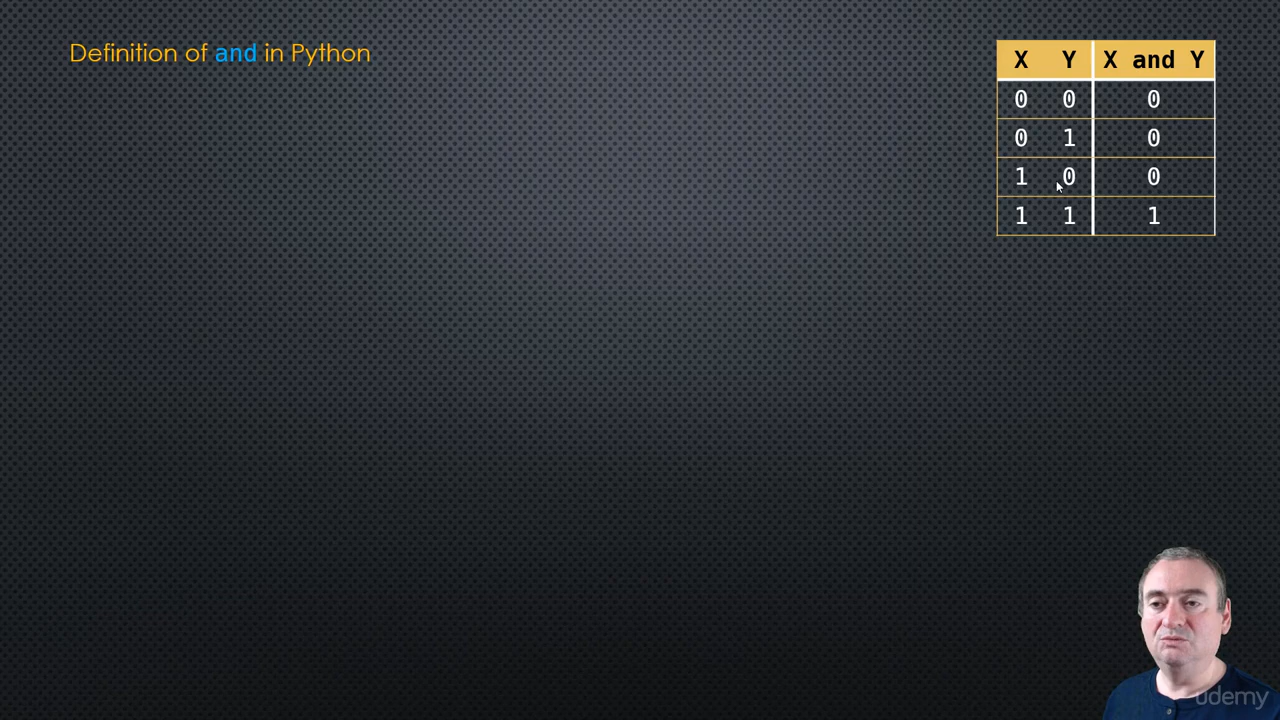 Definition of and in Python
X Y X and Y
0 0 0
0 1 0
1 0 0
1 1 1
udemy